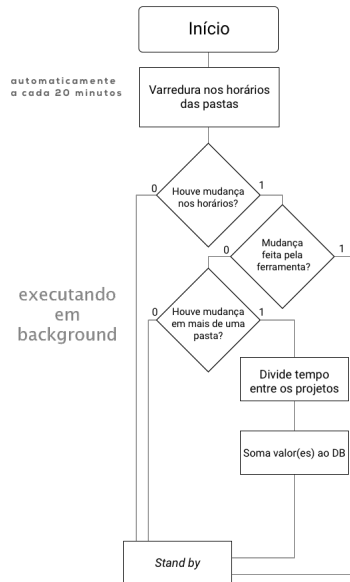 Início
automaticamente
a cada 20 minutos
Varredura nos horários
das pastas
0
1
Houve mudança
nos horários?
0
1
Mudança
feita pela
ferramenta?
executando
em
background
0
1
Houve mudança
em mais de uma
pasta?
Divide tempo
entre os projetos
Soma valor(es) ao DB
Stand by